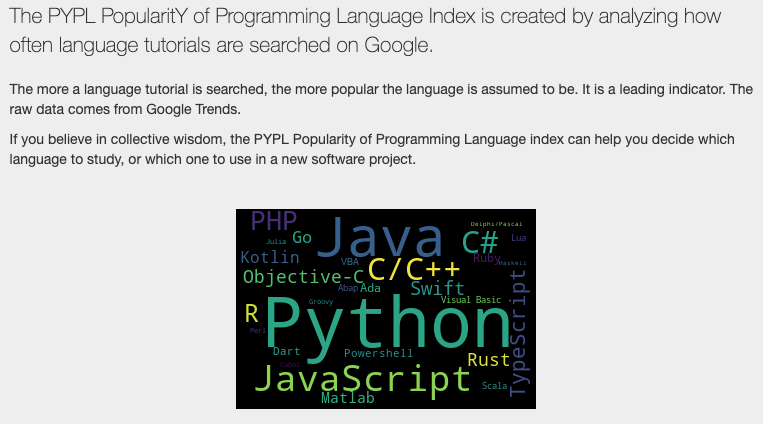 The PYPL PopularitY of Programming Language Index is created by analyzing how
often language tutorials are searched on Google.
The more a language tutorial is searched, the more popular the language is assumed to be. It is a leading indicator. The
raw data comes from Google Trends.
If you believe in collective wisdom, the PYPL Popularity of Programming Language index can help you decide which
language to study, or which one to use in a new software project.
PHP
Java
Delphi/Pascal
Julia
Go
C#
Lua
Kotlin
VBA
C/C++
Ruby
Haskell
Objective-C
Abap
Ada
Swift
TypeScript
Groovy
Visual Basic
R
Python
Perl
Dart
Powershell
Rust
Cobol
JavaScript
Scala
Matlab